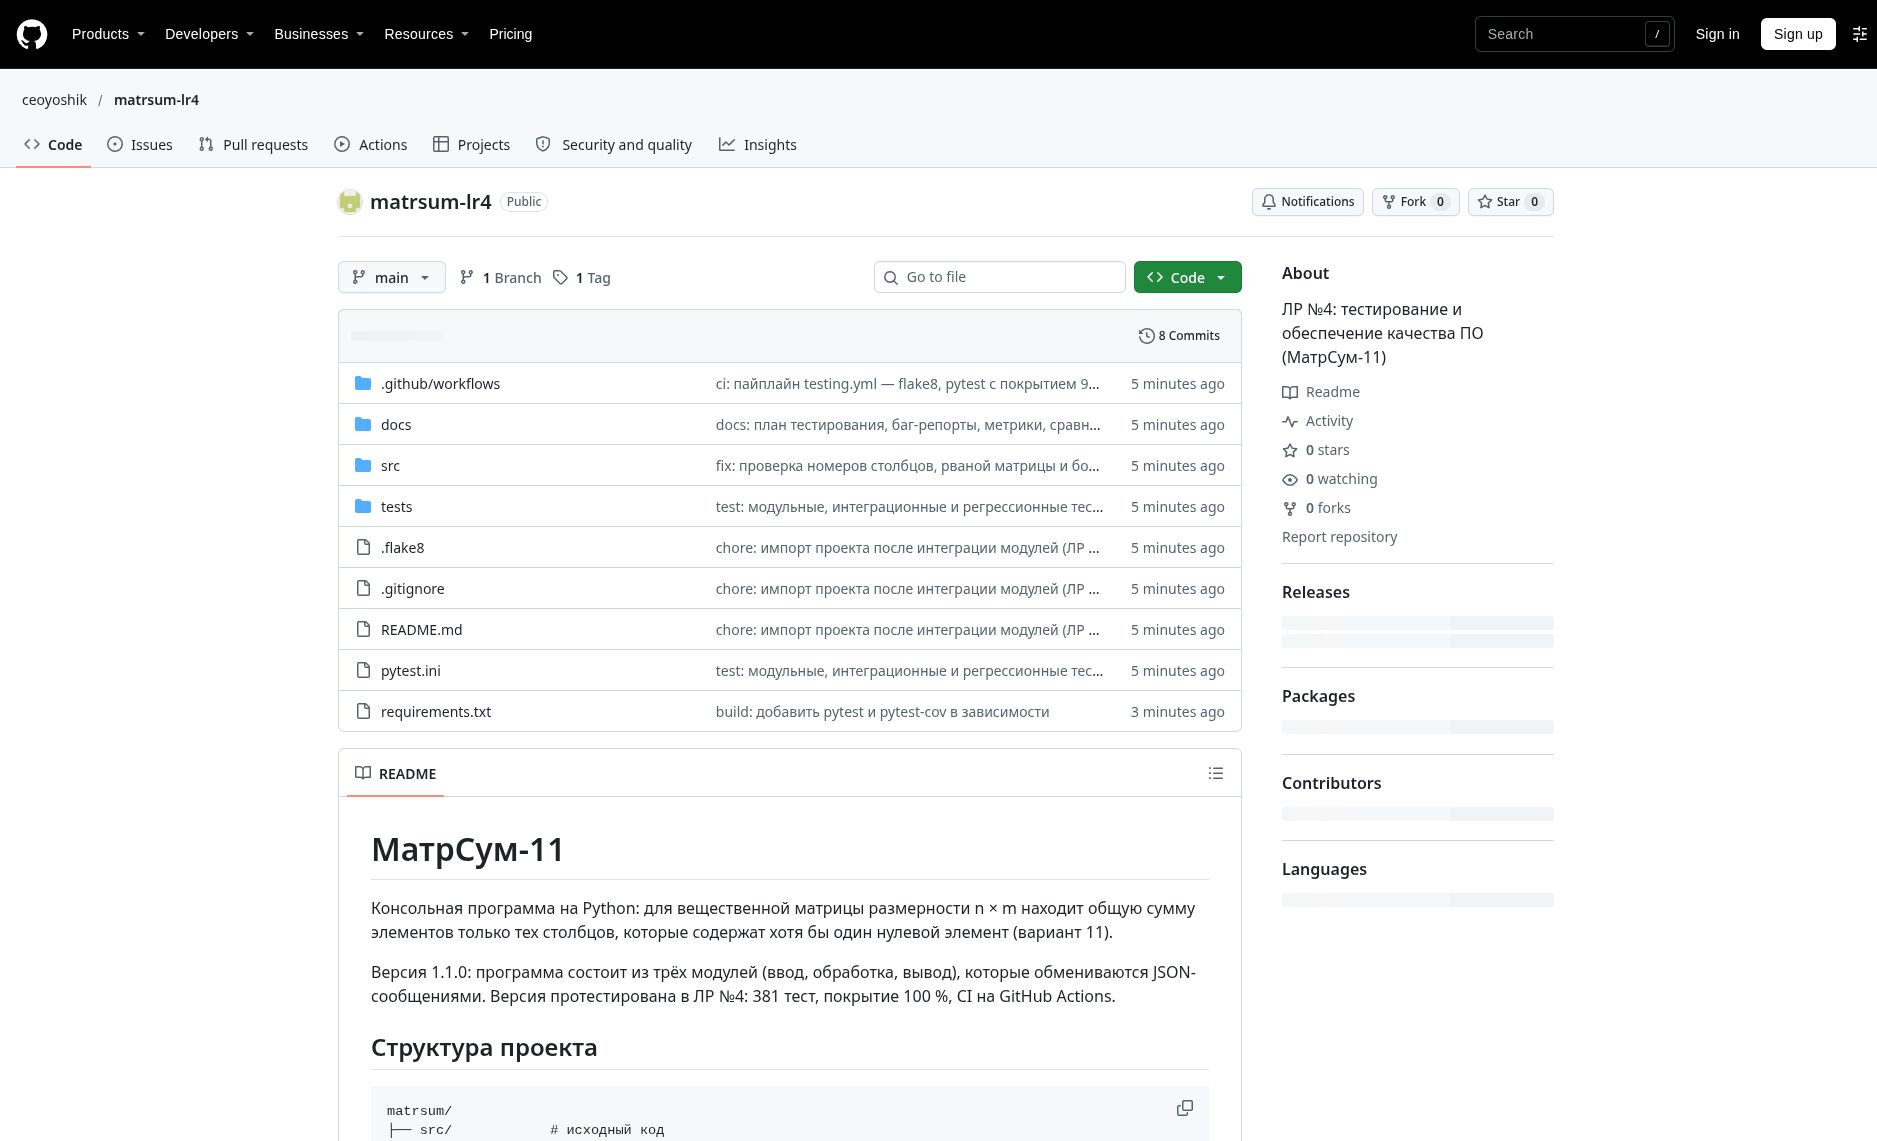 Products Developers Businesses Resources Pricing Search / Sign in Sign up
ceoyoshik / matrsum-lr4
Code Issues Pull requests Actions Projects Security and quality Insights
matrsum-lr4 Public Notifications Fork 0 Star 0
main 1 Branch 1 Tag Go to file Code
8 Commits
.github/workflows ci: пайплайн testing.yml — flake8, pytest с покрытием 9... 5 minutes ago
docs docs: план тестирования, баг-репорты, метрики, сравн... 5 minutes ago
src fix: проверка номеров столбцов, рваной матрицы и бо... 5 minutes ago
tests test: модульные, интеграционные и регрессионные тес... 5 minutes ago
.flake8 chore: импорт проекта после интеграции модулей (ЛР ... 5 minutes ago
.gitignore chore: импорт проекта после интеграции модулей (ЛР ... 5 minutes ago
README.md chore: импорт проекта после интеграции модулей (ЛР ... 5 minutes ago
pytest.ini test: модульные, интеграционные и регрессионные тес... 5 minutes ago
requirements.txt build: добавить pytest и pytest-cov в зависимости 3 minutes ago
README
МатрСум-11
Консольная программа на Python: для вещественной матрицы размерности n × m находит общую сумму
элементов только тех столбцов, которые содержат хотя бы один нулевой элемент (вариант 11).
Версия 1.1.0: программа состоит из трёх модулей (ввод, обработка, вывод), которые обмениваются JSON-
сообщениями. Версия протестирована в ЛР №4: 381 тест, покрытие 100 %, CI на GitHub Actions.
Структура проекта
matrsum/
├── src/ # исходный код
About
ЛР №4: тестирование и
обеспечение качества ПО
(МатрСум-11)
Readme
Activity
0 stars
0 watching
0 forks
Report repository
Releases
Packages
Contributors
Languages